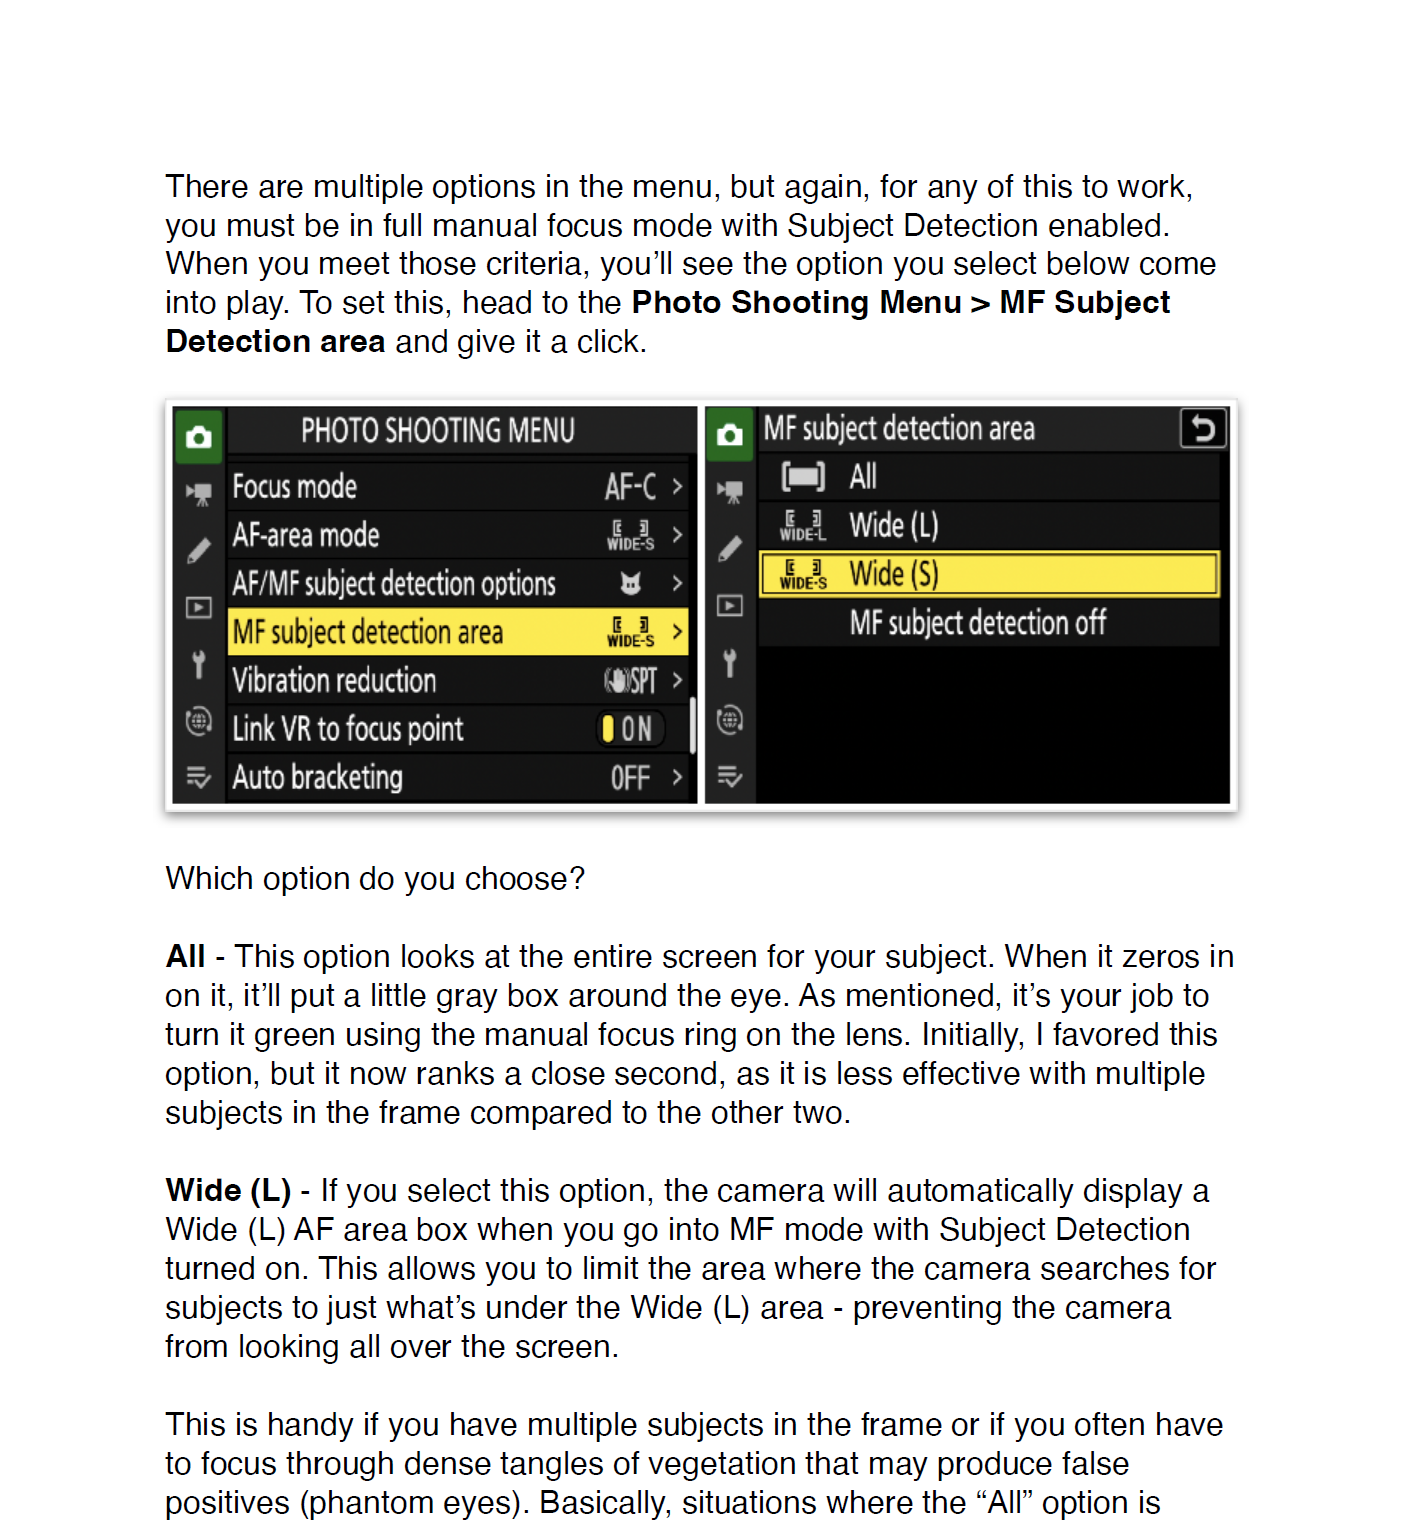 There are multiple options in the menu, but again, for any of this to work,
you must be in full manual focus mode with Subject Detection enabled.
When you meet those criteria, you’ll see the option you select below come
into play. To set this, head to the Photo Shooting Menu > MF Subject
Detection area and give it a click.
PHOTO SHOOTING MENU
Focus mode AF-C >
AF-area mode WIDE-S >
AF/MF subject detection options >
MF subject detection area WIDE-S >
Vibration reduction SPT >
Link VR to focus point ON
Auto bracketing OFF >
MF subject detection area
All
WIDE-L Wide (L)
WIDE-S Wide (S)
MF subject detection off
Which option do you choose?
All - This option looks at the entire screen for your subject. When it zeros in
on it, it’ll put a little gray box around the eye. As mentioned, it’s your job to
turn it green using the manual focus ring on the lens. Initially, I favored this
option, but it now ranks a close second, as it is less effective with multiple
subjects in the frame compared to the other two.
Wide (L) - If you select this option, the camera will automatically display a
Wide (L) AF area box when you go into MF mode with Subject Detection
turned on. This allows you to limit the area where the camera searches for
subjects to just what’s under the Wide (L) area - preventing the camera
from looking all over the screen.
This is handy if you have multiple subjects in the frame or if you often have
to focus through dense tangles of vegetation that may produce false
positives (phantom eyes). Basically, situations where the “All” option is